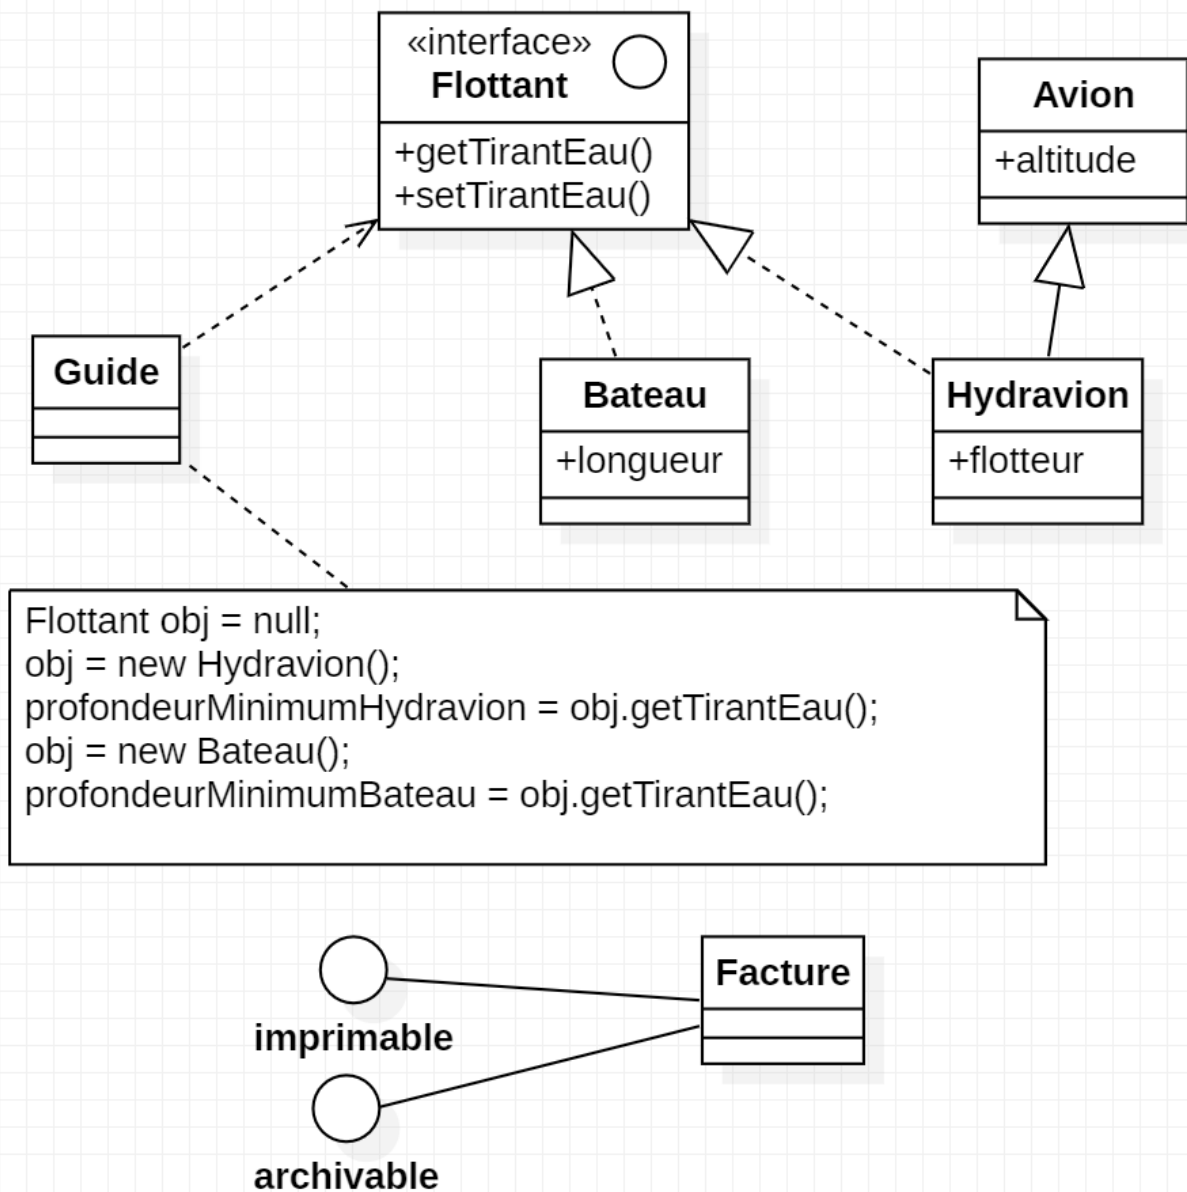 «interface»
Flottant
+getTirantEau()
+setTirantEau()
Avion
+altitude
Guide
Bateau
+longueur
Hydravion
+flotteur
Flottant obj = null;
obj = new Hydravion();
profondeurMinimumHydravion = obj.getTirantEau();
obj = new Bateau();
profondeurMinimumBateau = obj.getTirantEau();
Facture
imprimable
archivable